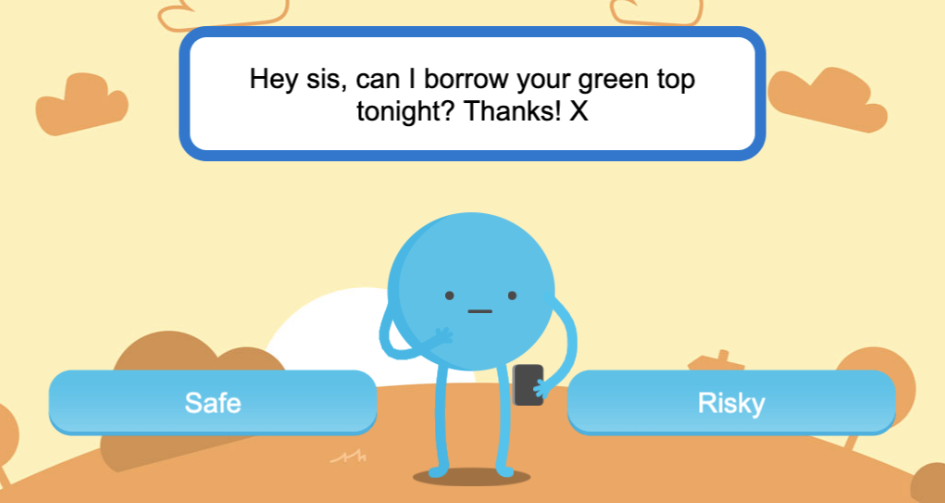 Hey sis, can I borrow your green top
tonight? Thanks! X
Safe
Risky